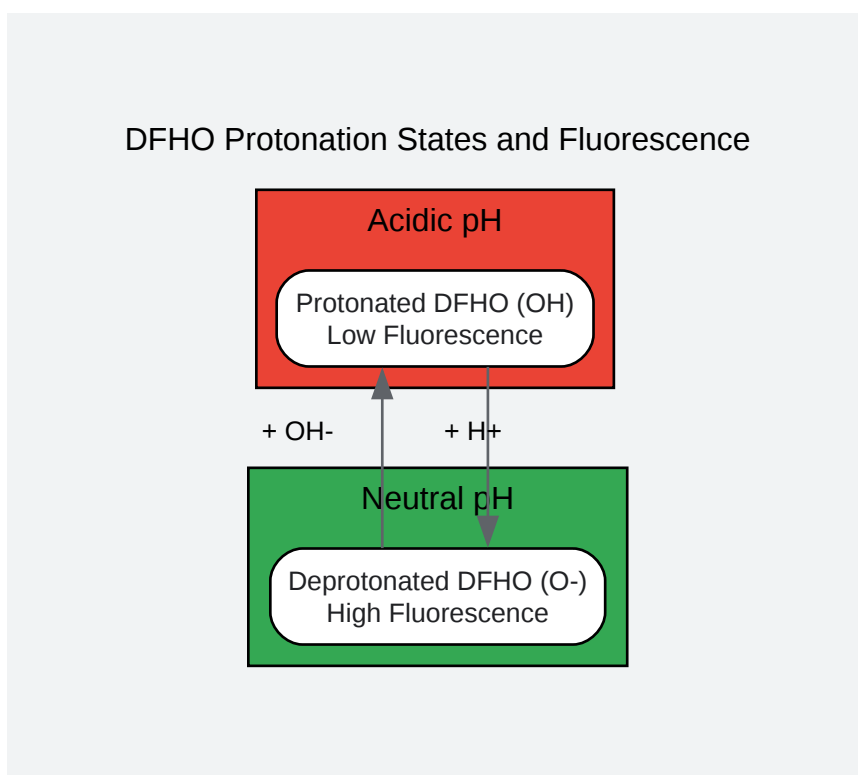 DFHO Protonation States and Fluorescence
Acidic pH
Protonated DFHO (OH)
Low Fluorescence
+ OH-
+ H+
Neutral pH
Deprotonated DFHO (O-)
High Fluorescence